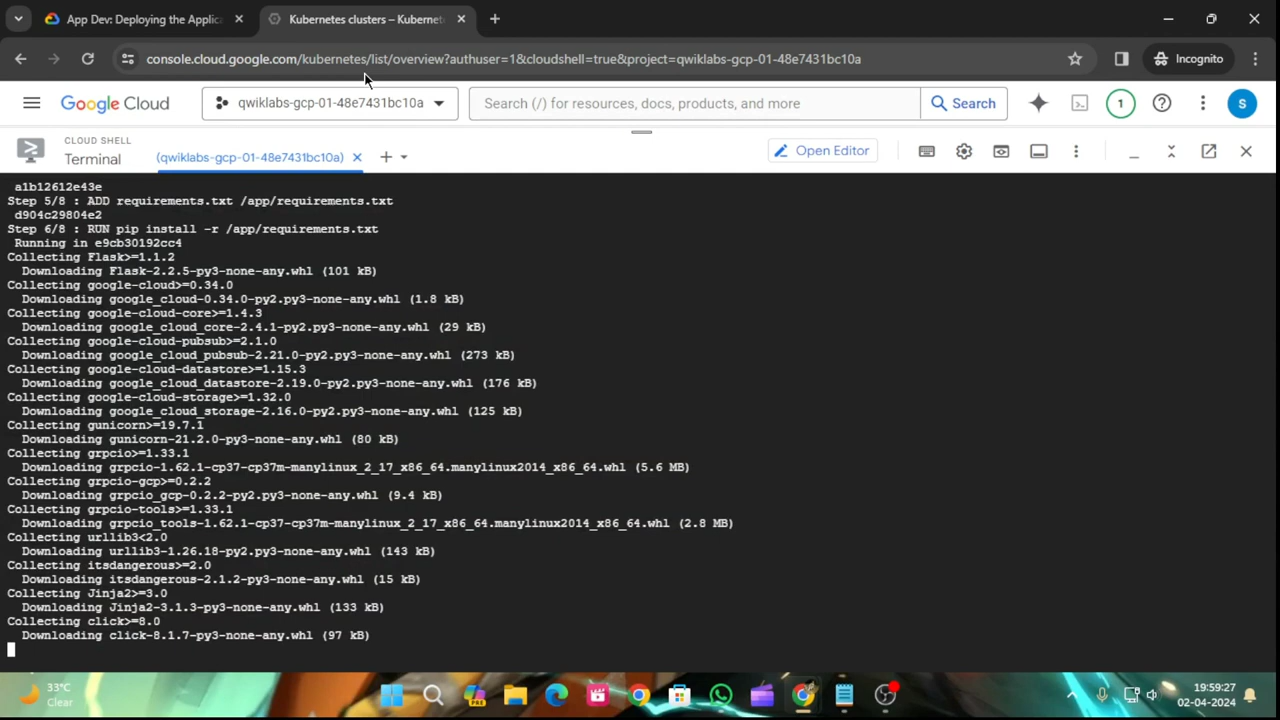 App Dev: Deploying the Applica
Kubernetes clusters – Kubernet
console.cloud.google.com/kubernetes/list/overview?authuser=1&cloudshell=true&project=qwiklabs-gcp-01-48e7431bc10a
Incognito
Google Cloud
qwiklabs-gcp-01-48e7431bc10a
Search (/) for resources, docs, products, and more
Search
1
S
CLOUD SHELL
Terminal
(qwiklabs-gcp-01-48e7431bc10a)
Open Editor
a1b12612e43e
Step 5/8 : ADD requirements.txt /app/requirements.txt
d904c29804e2
Step 6/8 : RUN pip install -r /app/requirements.txt
Running in e9cb30192cc4
Collecting Flask>=1.1.2
Downloading Flask-2.2.5-py3-none-any.whl (101 kB)
Collecting google-cloud>=0.34.0
Downloading google_cloud-0.34.0-py2.py3-none-any.whl (1.8 kB)
Collecting google-cloud-core>=1.4.3
Downloading google_cloud_core-2.4.1-py2.py3-none-any.whl (29 kB)
Collecting google-cloud-pubsub>=2.1.0
Downloading google_cloud_pubsub-2.21.0-py2.py3-none-any.whl (273 kB)
Collecting google-cloud-datastore>=1.15.3
Downloading google_cloud_datastore-2.19.0-py2.py3-none-any.whl (176 kB)
Collecting google-cloud-storage>=1.32.0
Downloading google_cloud_storage-2.16.0-py2.py3-none-any.whl (125 kB)
Collecting gunicorn>=19.7.1
Downloading gunicorn-21.2.0-py3-none-any.whl (80 kB)
Collecting grpcio>=1.33.1
Downloading grpcio-1.62.1-cp37-cp37m-manylinux_2_17_x86_64.manylinux2014_x86_64.whl (5.6 MB)
Collecting grpcio-gcp>=0.2.2
Downloading grpcio_gcp-0.2.2-py2.py3-none-any.whl (9.4 kB)
Collecting grpcio-tools>=1.33.1
Downloading grpcio_tools-1.62.1-cp37-cp37m-manylinux_2_17_x86_64.manylinux2014_x86_64.whl (2.8 MB)
Collecting urllib3<2.0
Downloading urllib3-1.26.18-py2.py3-none-any.whl (143 kB)
Collecting itsdangerous>=2.0
Downloading itsdangerous-2.1.2-py3-none-any.whl (15 kB)
Collecting Jinja2>=3.0
Downloading Jinja2-3.1.3-py3-none-any.whl (133 kB)
Collecting click>=8.0
Downloading click-8.1.7-py3-none-any.whl (97 kB)
33°C
Clear
PRE
19:59:27
02-04-2024